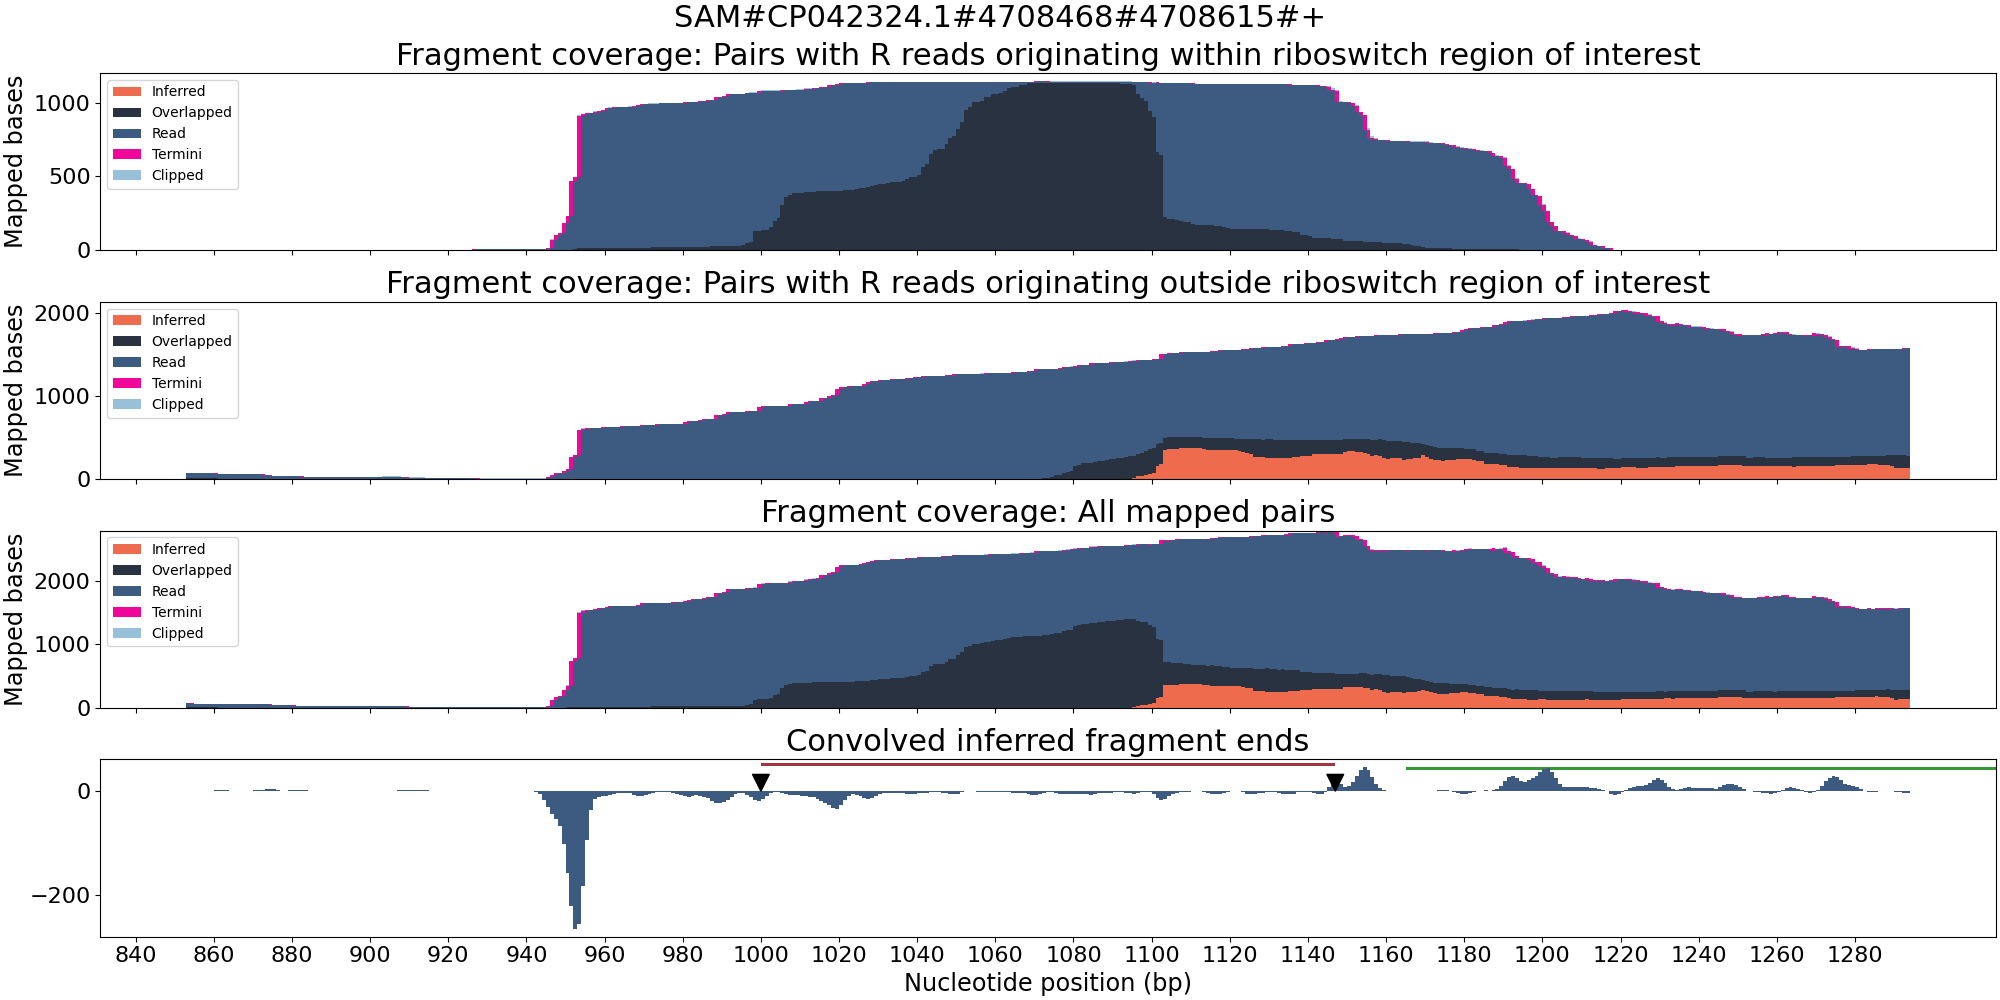 SAM#CP042324.1#4708468#4708615#+
Fragment coverage: Pairs with R reads originating within riboswitch region of interest
Mapped bases
1000
500
0
Inferred
Overlapped
Read
Termini
Clipped
Fragment coverage: Pairs with R reads originating outside riboswitch region of interest
Mapped bases
2000
1000
0
Inferred
Overlapped
Read
Termini
Clipped
Fragment coverage: All mapped pairs
Mapped bases
2000
1000
0
Inferred
Overlapped
Read
Termini
Clipped
Convolved inferred fragment ends
0
−200
840 860 880 900 920 940 960 980 1000 1020 1040 1060 1080 1100 1120 1140 1160 1180 1200 1220 1240 1260 1280
Nucleotide position (bp)